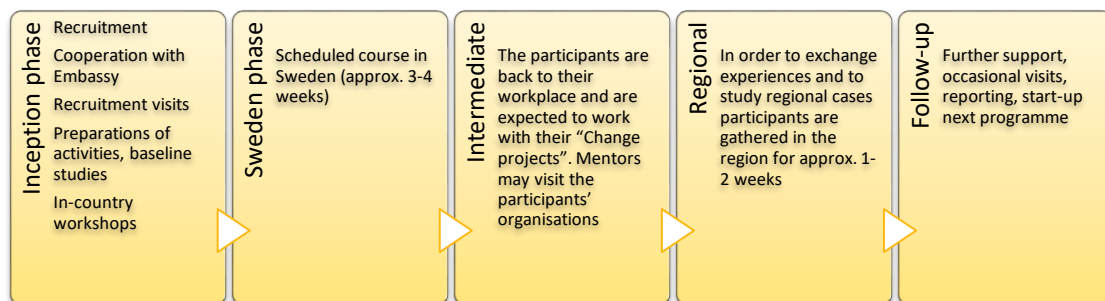 Inception phase
Recruitment
Cooperation with
Embassy
Recruitment visits
Preparations of
activities, baseline
studies
In-country
workshops
Sweden phase
Scheduled course in
Sweden (approx. 3-4
weeks)
Intermediate
The participants are
back to their
workplace and are
expected to work
with their “Change
projects”. Mentors
may visit the
participants’
organisations
Regional
In order to exchange
experiences and to
study regional cases
participants are
gathered in the
region for approx. 1-
2 weeks
Follow-up
Further support,
occasional visits,
reporting, start-up
next programme